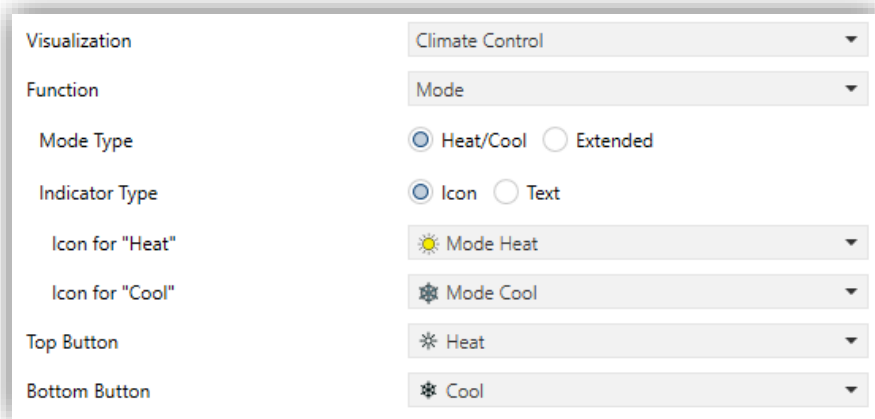 Visualization Climate Control
Function Mode
Mode Type Heat/Cool Extended
Indicator Type Icon Text
Icon for "Heat" Mode Heat
Icon for "Cool" Mode Cool
Top Button Heat
Bottom Button Cool